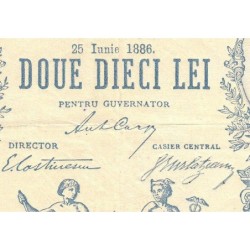 25 Iunie 1886.
DOUE DIECI LEI
PENTRU GUVERNATOR
DIRECTOR
CASIER CENTRAL